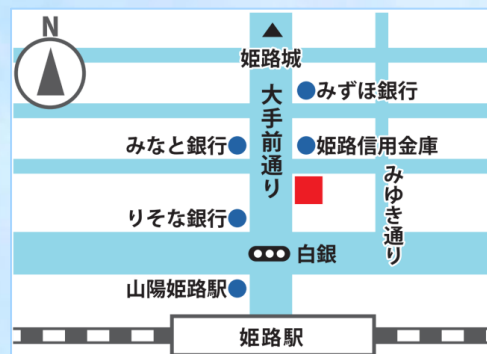 N
姫路城
みずほ銀行
大手前通り
みなと銀行
姫路信用金庫
みゆき通り
りそな銀行
白銀
山陽姫路駅
姫路駅